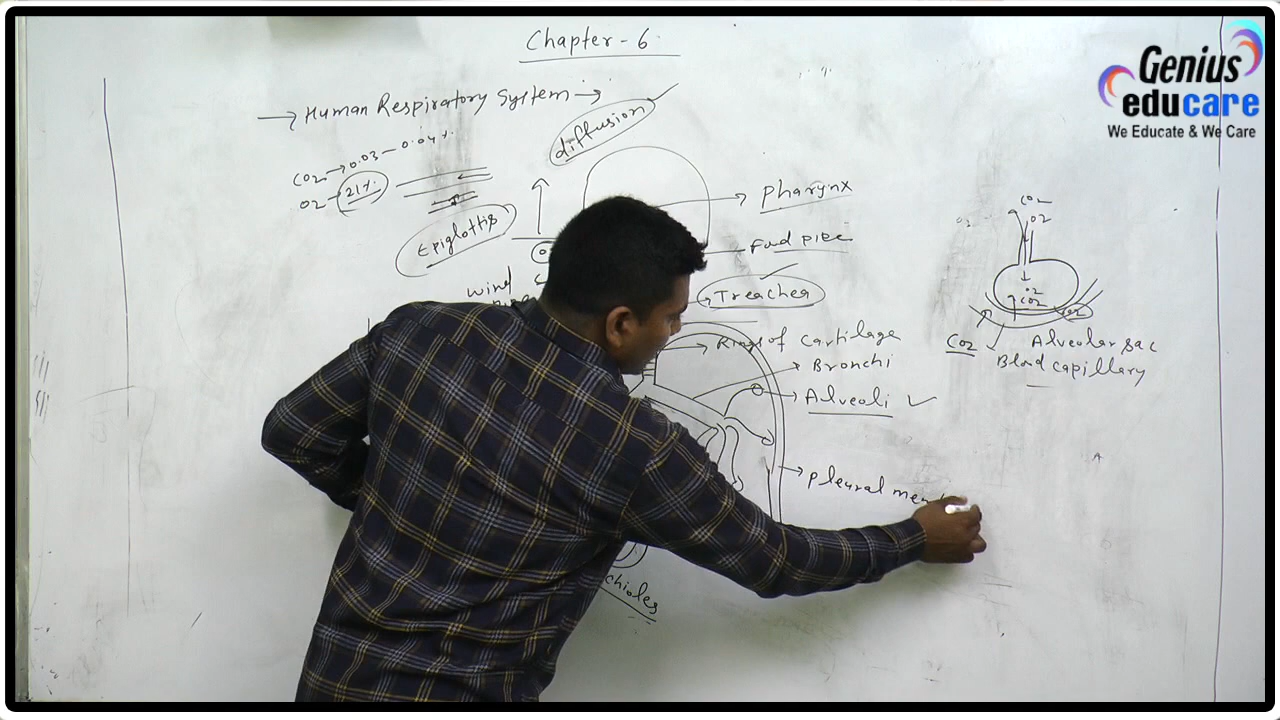 Chapter - 6
Genius
educare
We Educate & We Care
→ Human Respiratory System →
diffusion
CO2 → 0.03 - 0.04 %
O2 → 21%
Epiglottis
pharynx
Food pipe
wind
Treacher
Rings of Cartilage
Bronchi
Alveoli ✓
pleural mem
chioles
CO2
O2
O2
CO2
CO2
Alveolar sac
Blood capillary